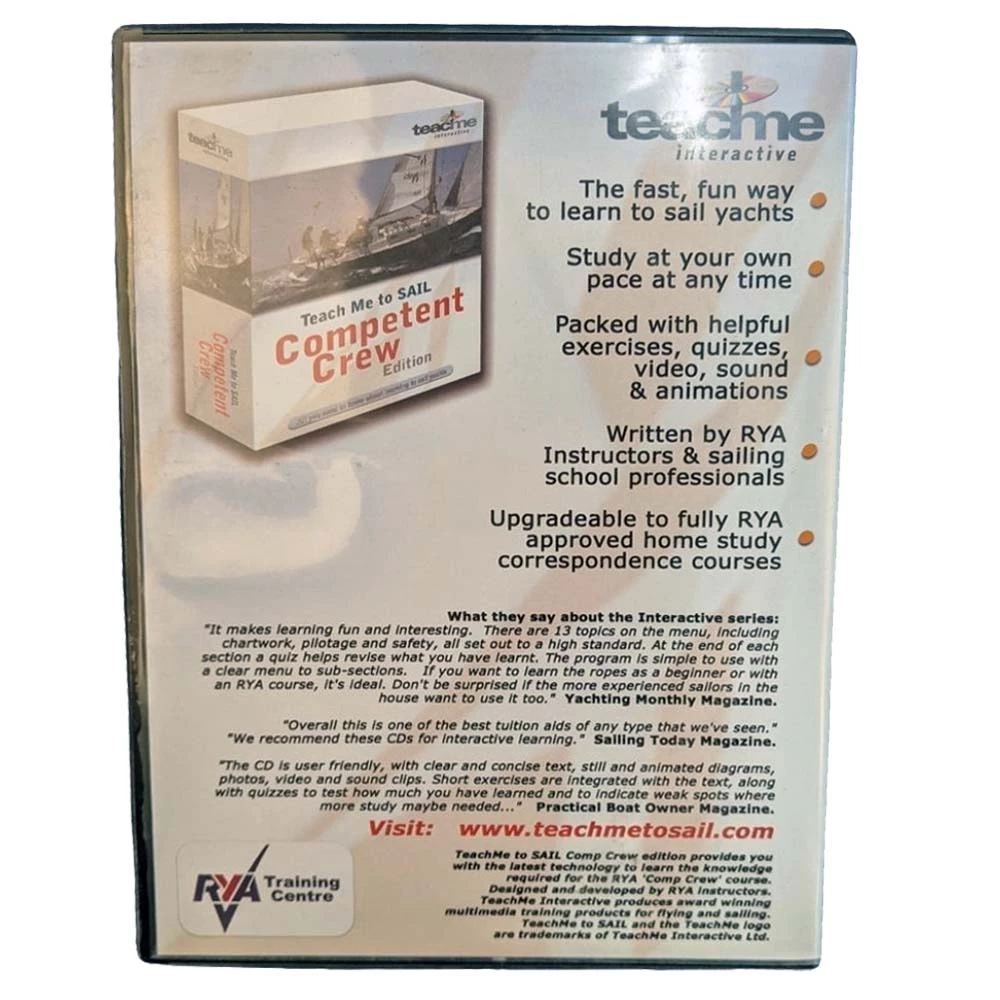 teachme
interactive
teachme
interactive
Teach Me to SAIL
Competent
Crew
Edition
Teach Me to SAIL
Competent
Crew
teachme
interactive
The fast, fun way
to learn to sail yachts
Study at your own
pace at any time
Packed with helpful
exercises, quizzes,
video, sound
& animations
Written by RYA
Instructors & sailing
school professionals
Upgradeable to fully RYA
approved home study
correspondence courses
What they say about the Interactive series:
"It makes learning fun and interesting. There are 13 topics on the menu, including
chartwork, pilotage and safety, all set out to a high standard. At the end of each
section a quiz helps revise what you have learnt. The program is simple to use with
a clear menu to sub-sections. If you want to learn the ropes as a beginner or with
an RYA course, it's ideal. Don't be surprised if the more experienced sailors in the
house want to use it too." Yachting Monthly Magazine.
"Overall this is one of the best tuition aids of any type that we've seen."
"We recommend these CDs for interactive learning." Sailing Today Magazine.
"The CD is user friendly, with clear and concise text, still and animated diagrams,
photos, video and sound clips. Short exercises are integrated with the text, along
with quizzes to test how much you have learned and to indicate weak spots where
more study maybe needed..." Practical Boat Owner Magazine.
Visit: www.teachmetosail.com
RYA Training
Centre
TeachMe to SAIL Comp Crew edition provides you
with the latest technology to learn the knowledge
required for the RYA 'Comp Crew' course.
Designed and developed by RYA Instructors.
TeachMe Interactive produces award winning
multimedia training products for flying and sailing.
TeachMe to SAIL and the TeachMe logo
are trademarks of TeachMe Interactive Ltd.